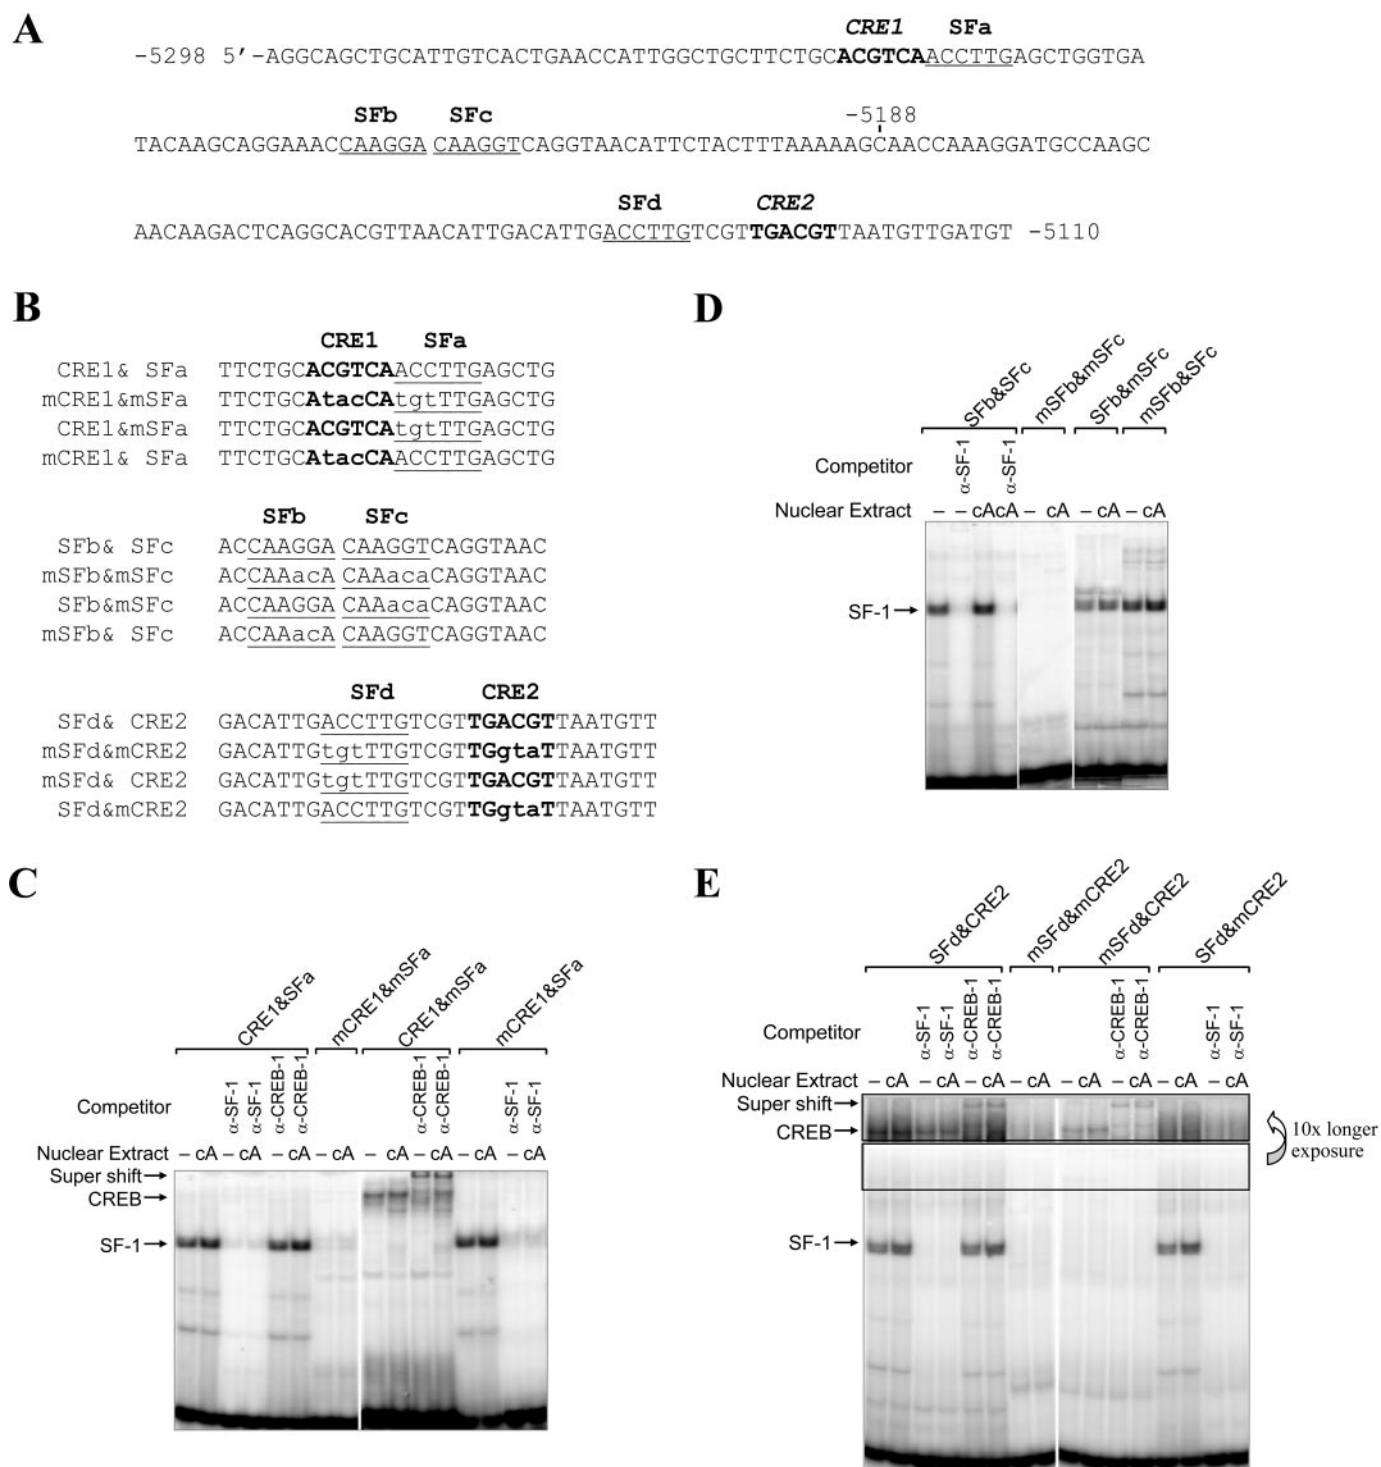 A
CRE1 SFa
-5298 5'-AGGCAGCTGCATTGTCACTGAACCATTGGCTGCTTCTGCACGTCAACCTTGAGCTGGTGA
SFb SFc -5188
TACAAGCAGGAAACCAAGGA CAAGGTCAGGTAACATTCTACTTTAAAAAGCAACCAAAGGATGCCAAGC
SFd CRE2
AACAAGACTCAGGCACGTTAACATTGACATTGACCTTGTCGTTGACGTTAATGTTGATGT -5110
B
CRE1 SFa
CRE1& SFa TTCTGCACGTCAACCTTGAGCTG
mCRE1&mSFa TTCTGCAtacCAtgtTTGAGCTG
CRE1&mSFa TTCTGCACGTCAtgtTTGAGCTG
mCRE1& SFa TTCTGCAtacCAACCTTGAGCTG
SFb SFc
SFb& SFc ACCAAGGA CAAGGTCAGGTAAC
mSFb&mSFc ACCAAacA CAAacaCAGGTAAC
SFb&mSFc ACCAAGGA CAAacaCAGGTAAC
mSFb& SFc ACCAAacA CAAGGTCAGGTAAC
SFd CRE2
SFd& CRE2 GACATTGACCTTGTCGTTGACGTTAATGTT
mSFd&mCRE2 GACATTGtgtTTGTCGTTGgtaTTAATGTT
mSFd& CRE2 GACATTGtgtTTGTCGTTGACGTTAATGTT
SFd&mCRE2 GACATTGACCTTGTCGTTGgtaTTAATGTT
C
CRE1&SFa mCRE1&mSFa CRE1&mSFa mCRE1&SFa
Competitor α-SF-1 α-SF-1 α-CREB-1 α-CREB-1 α-CREB-1 α-CREB-1 α-SF-1 α-SF-1
Nuclear Extract – cA – cA – cA – cA – cA – cA – cA – cA
Super shift
CREB
SF-1
D
SFb&SFc mSFb&mSFc SFb&mSFc mSFb&SFc
Competitor α-SF-1 α-SF-1
Nuclear Extract – – cA cA – cA – cA – cA
SF-1
E
SFd&CRE2 mSFd&mCRE2 mSFd&CRE2 SFd&mCRE2
Competitor α-SF-1 α-SF-1 α-CREB-1 α-CREB-1 α-CREB-1 α-CREB-1 α-SF-1 α-SF-1
Nuclear Extract – cA – cA – cA – cA – cA – cA – cA – cA
Super shift
CREB
10x longer
exposure
SF-1